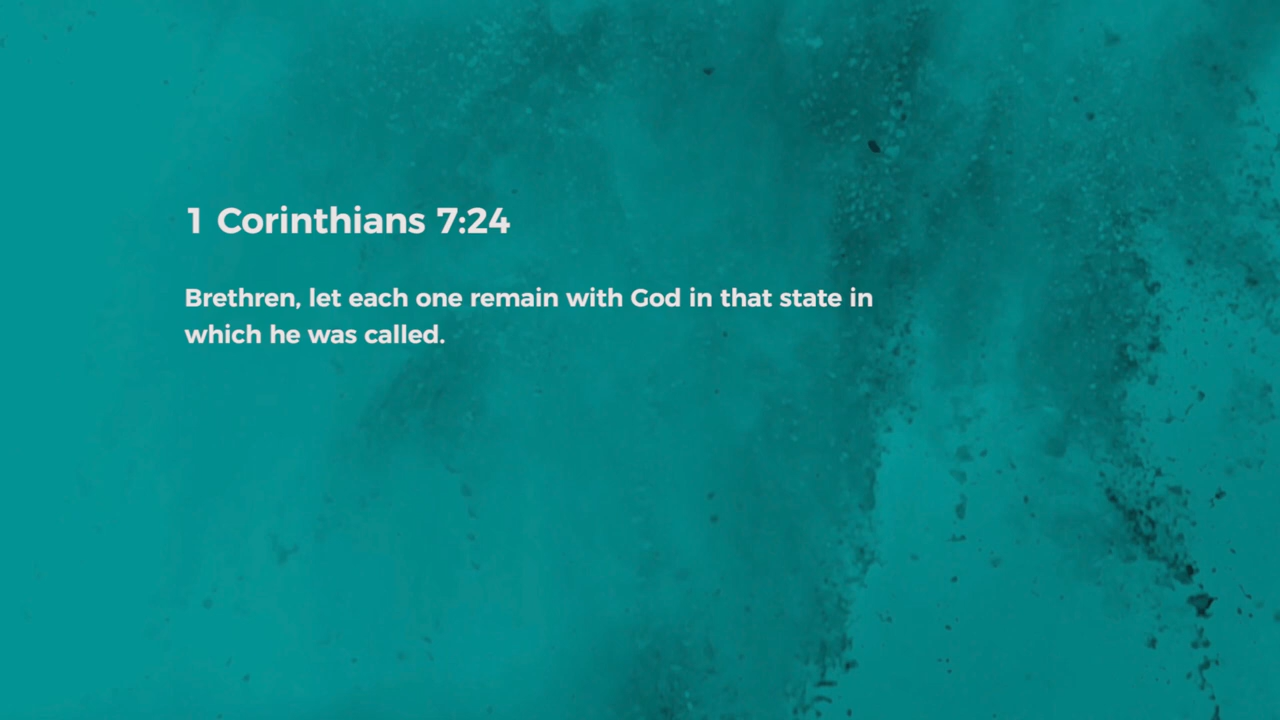 1 Corinthians 7:24
Brethren, let each one remain with God in that state in
which he was called.